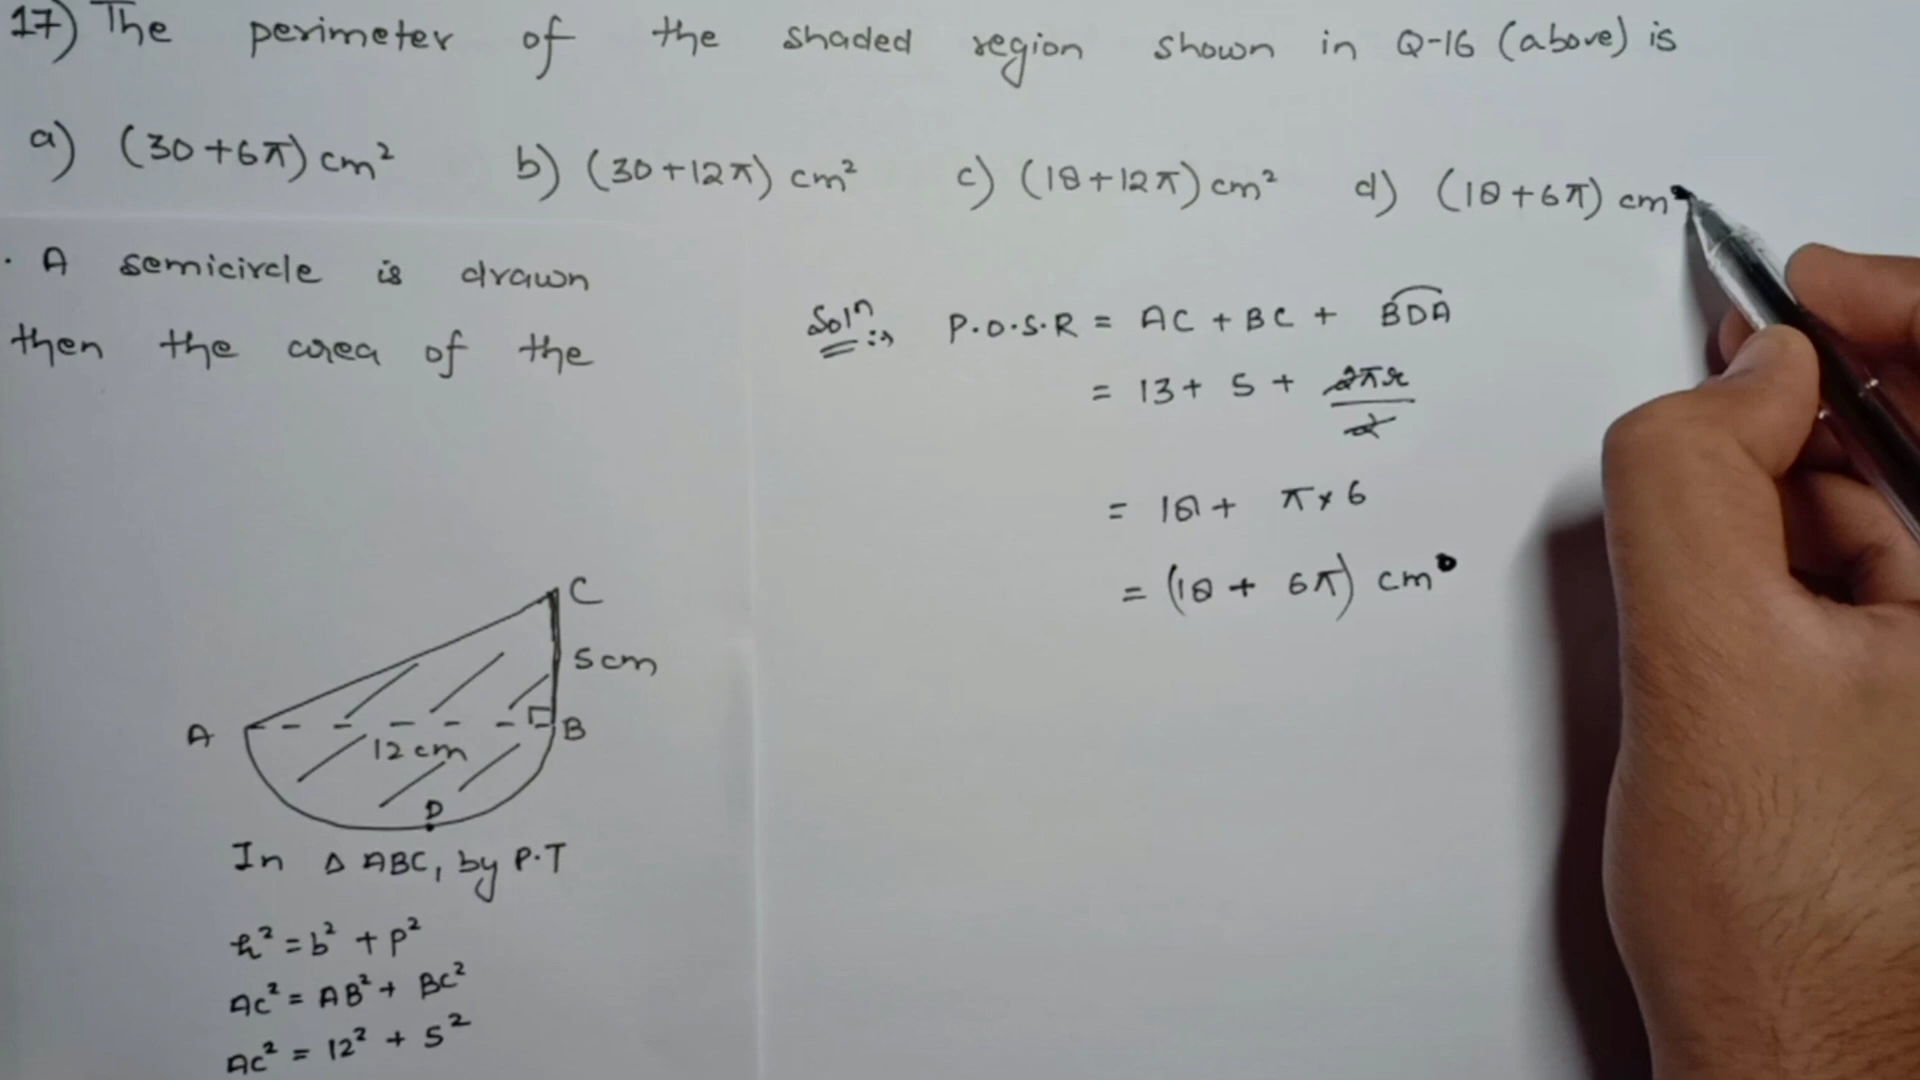 17) The perimeter of the shaded region shown in Q-16 (above) is
a) (30+6π) cm² b) (30+12π) cm² c) (18+12π) cm² d) (18+6π) cm
. A semicircle is drawn
then the area of the
Solⁿ :→ P.O.S.R = AC + BC + BDA
= 13 + 5 + 2πr/2
= 18 + π×6
= (18 + 6π) cm
C
5cm
A
B
12 cm
D
In Δ ABC, by P.T
h² = b² + p²
AC² = AB² + BC²
AC² = 12² + 5²